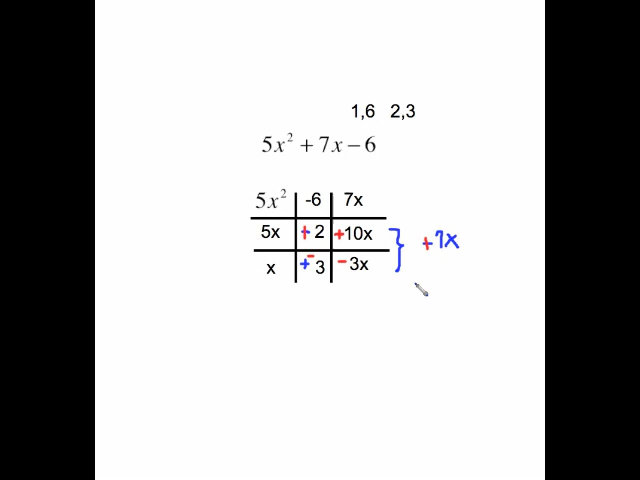 1,6 2,3
5x² + 7x − 6
5x² -6 7x
5x + 2 +10x
x +- 3 -3x
+7x